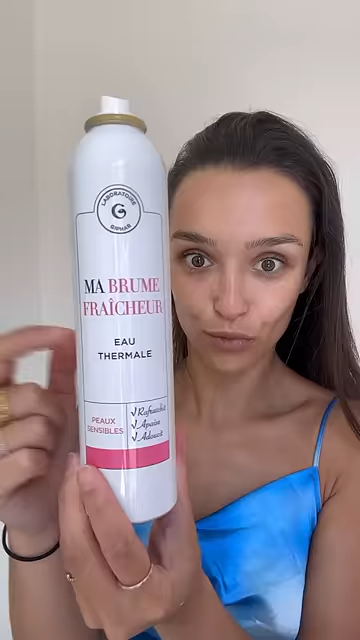 LABORATOIRE
G
GIPHAR
MA BRUME
FRAÎCHEUR
EAU
THERMALE
PEAUX
SENSIBLES
√Rafraîchit
√Apaise
√Adoucit